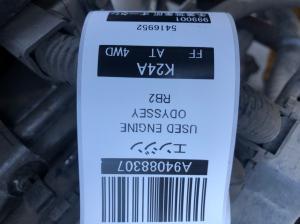 A94088307
エンジン
USED ENGINE
ODYSSEY
RB2
K24A
FF AT 4WD
5416952
999001